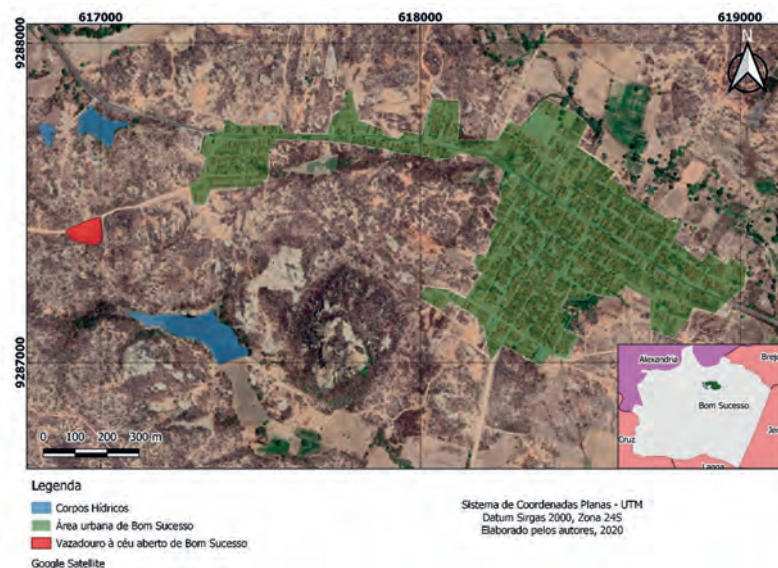 617000
618000
619000
9288000
N
9287000
0 100 200 300 m
Alexandria
Brejo
Bom Sucesso
Cruz
Je
Lagoa
Legenda
Corpos Hídricos
Área urbana de Bom Sucesso
Vazadouro à céu aberto de Bom Sucesso
Google Satellite
Sistema de Coordenadas Planas - UTM
Datum Sirgas 2000, Zona 24S
Elaborado pelos autores, 2020